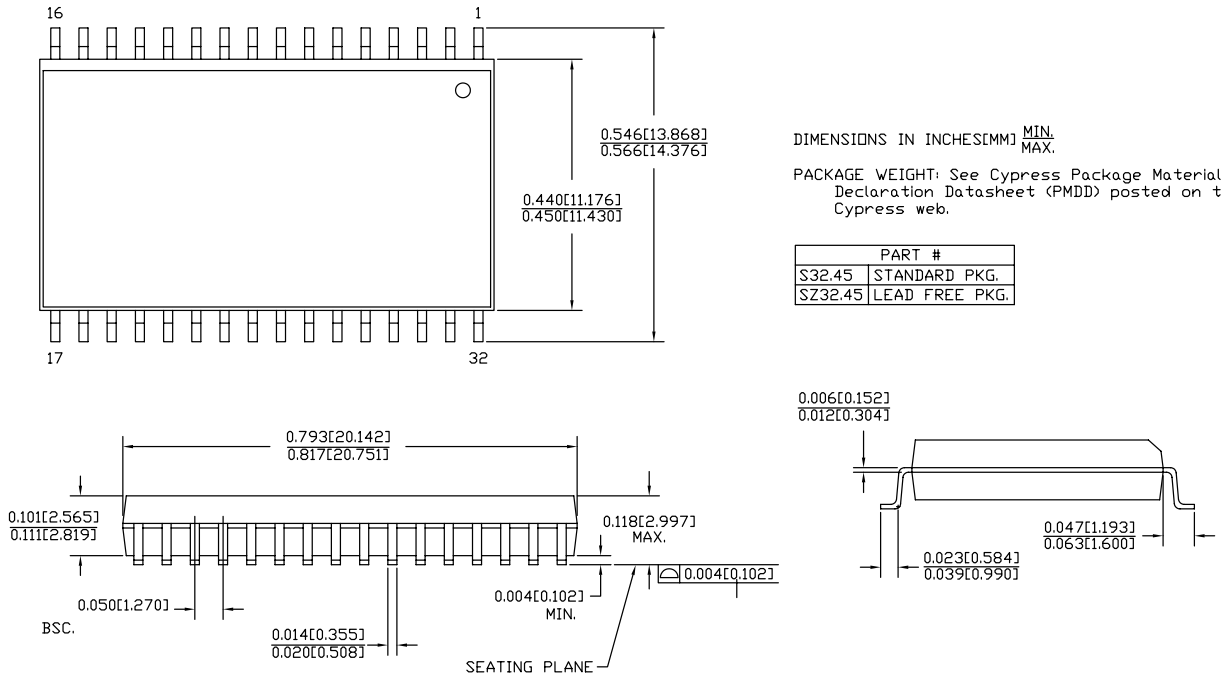 16
1
0.546[13.868]
0.566[14.376]
0.440[11.176]
0.450[11.430]
17
32
DIMENSIONS IN INCHES[MM] MIN.
MAX.
PACKAGE WEIGHT: See Cypress Package Material
Declaration Datasheet (PMDD) posted on t
Cypress web.
PART #
S32.45 STANDARD PKG.
SZ32.45 LEAD FREE PKG.
0.793[20.142]
0.817[20.751]
0.101[2.565]
0.111[2.819]
0.118[2.997]
MAX.
0.004[0.102]
0.050[1.270]
BSC.
0.004[0.102]
MIN.
0.014[0.355]
0.020[0.508]
SEATING PLANE
0.006[0.152]
0.012[0.304]
0.047[1.193]
0.063[1.600]
0.023[0.584]
0.039[0.990]